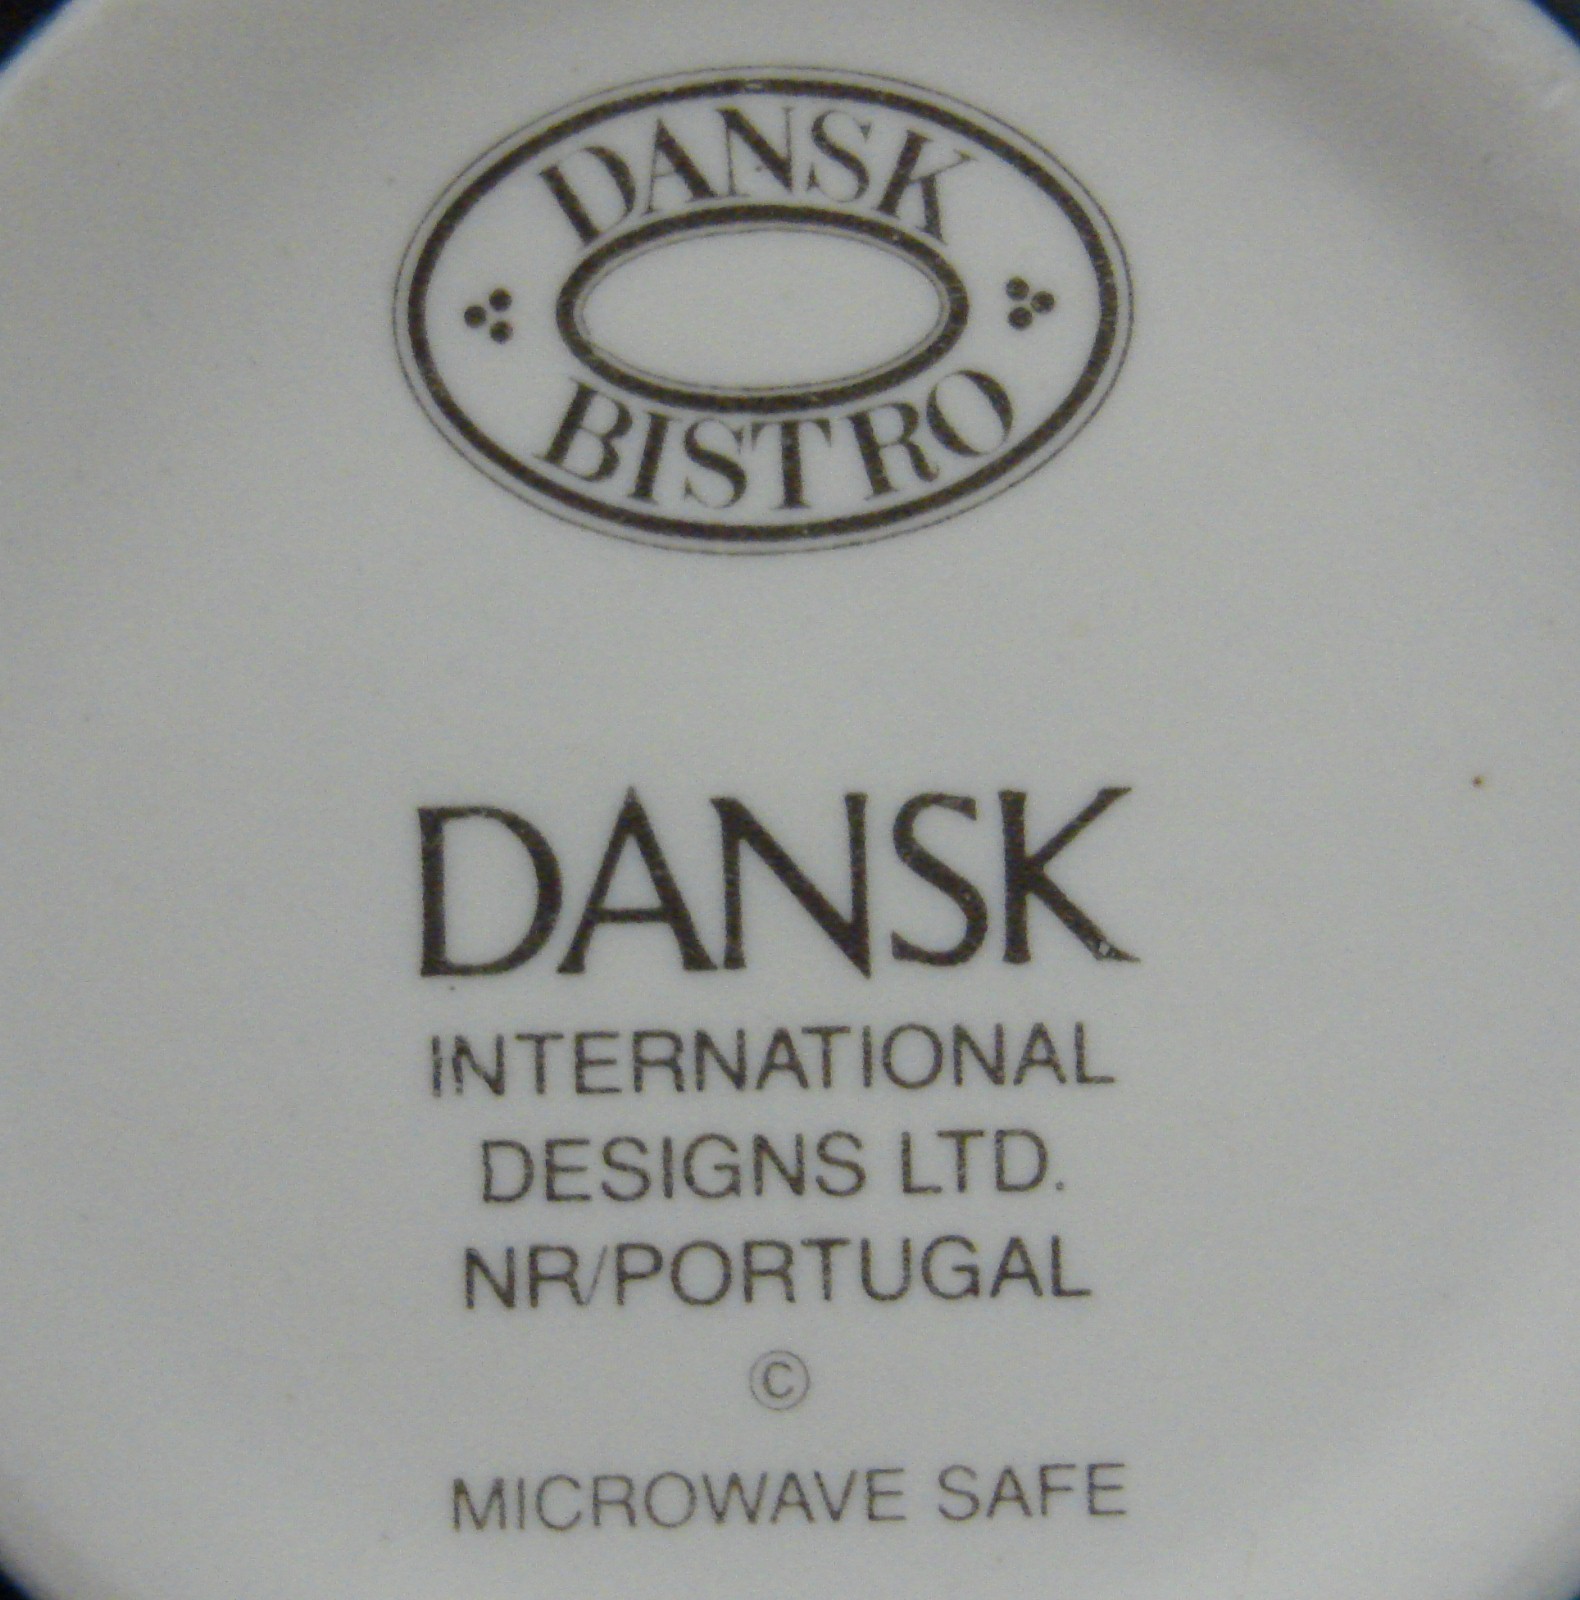 DANSK
BISTRO
DANSK
INTERNATIONAL
DESIGNS LTD.
NR/PORTUGAL
©
MICROWAVE SAFE